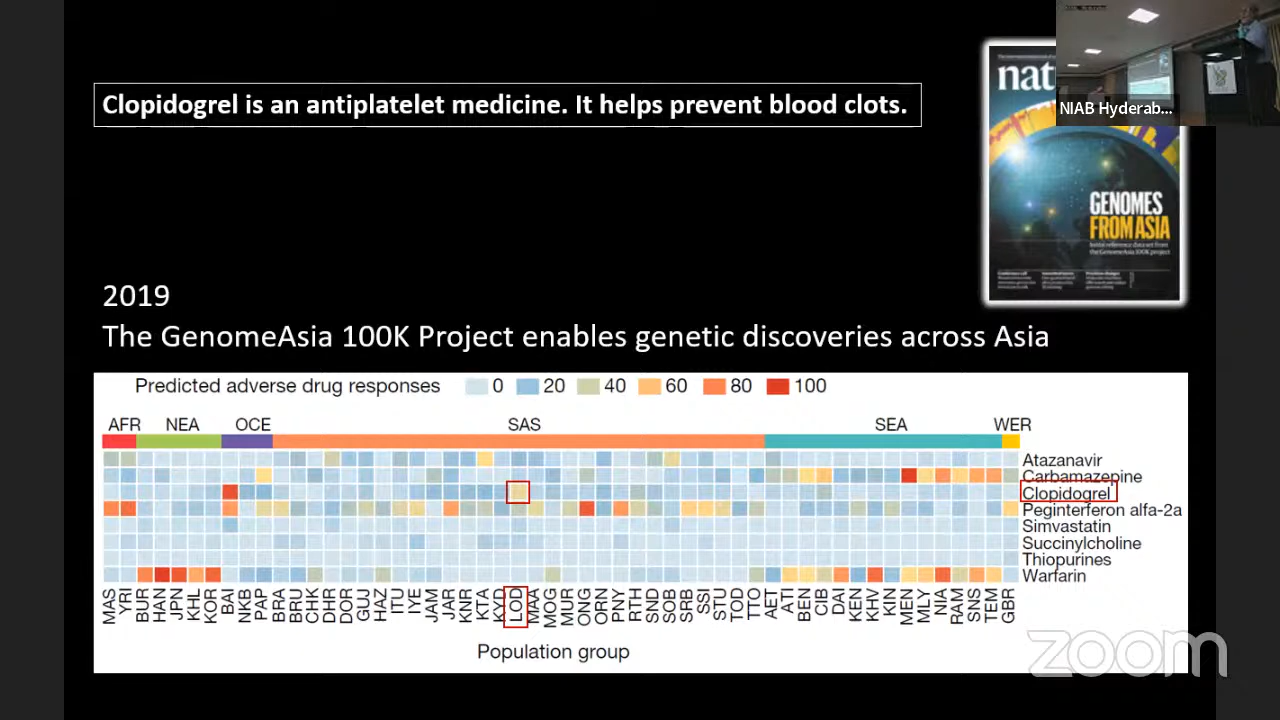 Clopidogrel is an antiplatelet medicine. It helps prevent blood clots.
nat
NIAB Hyderab...
GENOMES
FROM ASIA
2019
The GenomeAsia 100K Project enables genetic discoveries across Asia
Predicted adverse drug responses 0 20 40 60 80 100
AFR NEA OCE SAS SEA WER
Atazanavir
Carbamazepine
Clopidogrel
Peginterferon alfa-2a
Simvastatin
Succinylcholine
Thiopurines
Warfarin
MAS YRI BUR HAN JPN KHL KOR BAI NKB PAP BRA BRU CHK DHR DOR GUJ HAZ ITU IYE JAM JAR KNR KTA KYD LOD MAA MOG MUR ONG ORN PNY RTH SND SOB SRB SSI STU TOD TTO AET ATI BEN CIB DAI KEN KHV KIN MEN MLY NIA RAM SNS TEM GBR
Population group
zoom